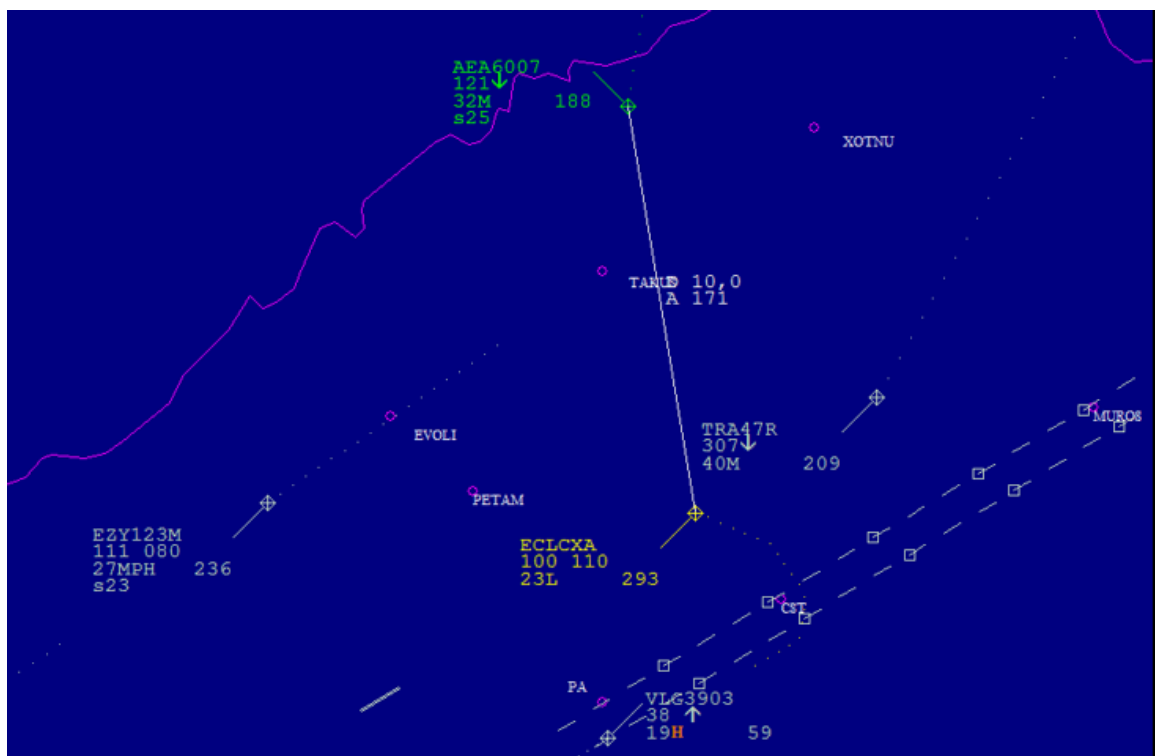 AEA6007
121↓
32M 188
s25
XOTNU
D 10,0
A 171
EVOLI
TRA47R
307↓
40M 209
MUROS
PETAM
EZY123M
111 080
27MPH 236
s23
ECLCXA
100 110
23L 293
CST
PA
VLG3903
38 ↑
19H 59